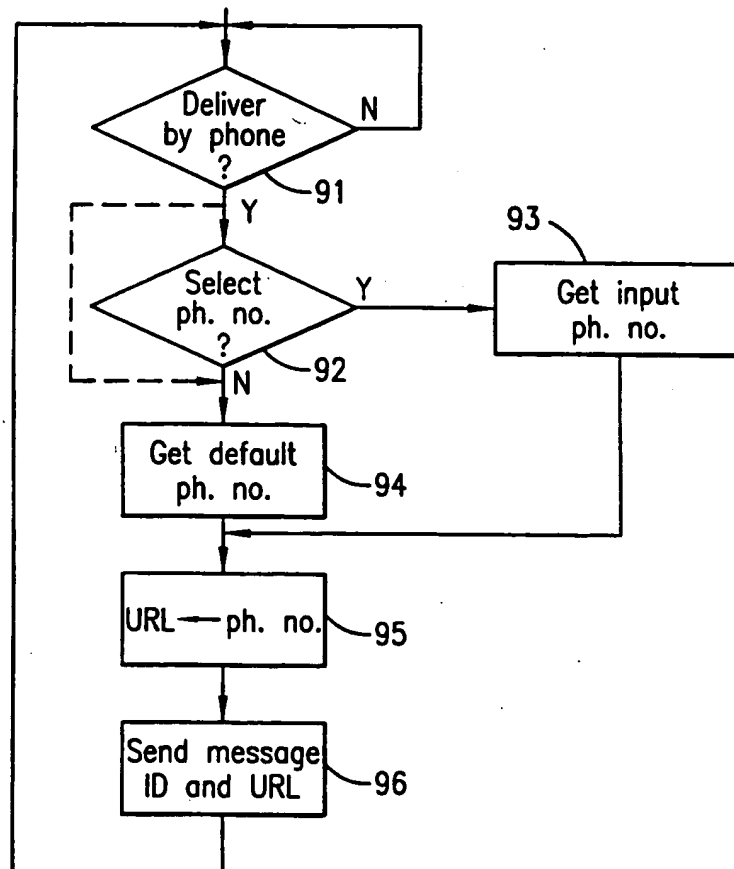 Deliver
by phone
?
N
91
Y
93
Select
ph. no.
?
Y
Get input
ph. no.
92
N
Get default
ph. no.
94
URL ← ph. no.
95
Send message
ID and URL
96